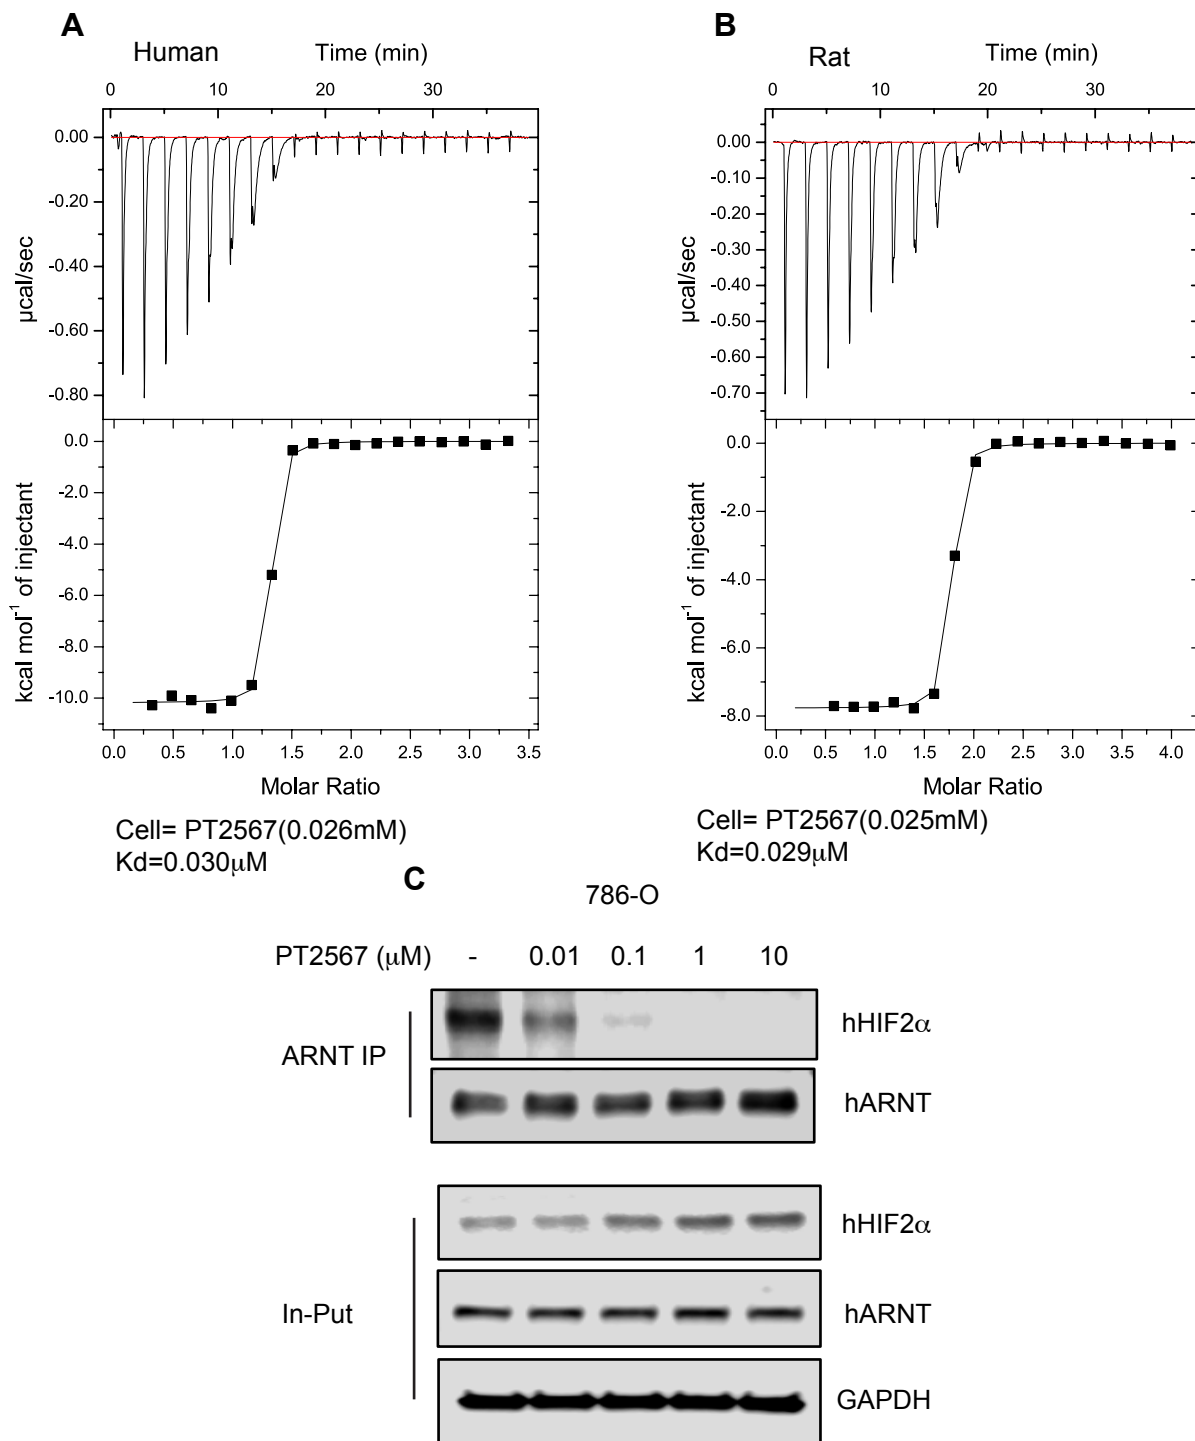 A
Human
Time (min)
0 10 20 30
0.00
-0.20
-0.40
-0.60
-0.80
µcal/sec
0.0
-2.0
-4.0
-6.0
-8.0
-10.0
kcal mol⁻¹ of injectant
0.0 0.5 1.0 1.5 2.0 2.5 3.0 3.5
Molar Ratio
Cell= PT2567(0.026mM)
Kd=0.030µM
B
Rat
Time (min)
0 10 20 30
0.00
-0.10
-0.20
-0.30
-0.40
-0.50
-0.60
-0.70
µcal/sec
0.0
-2.0
-4.0
-6.0
-8.0
kcal mol⁻¹ of injectant
0.0 0.5 1.0 1.5 2.0 2.5 3.0 3.5 4.0
Molar Ratio
Cell= PT2567(0.025mM)
Kd=0.029µM
C
786-O
PT2567 (µM) - 0.01 0.1 1 10
ARNT IP
hHIF2α
hARNT
In-Put
hHIF2α
hARNT
GAPDH